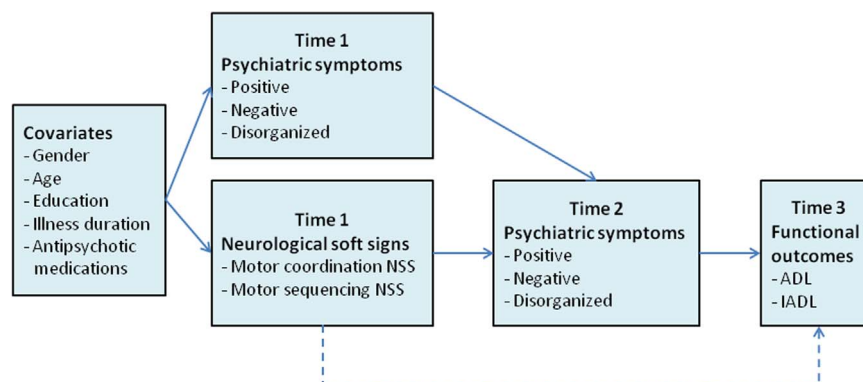 Time 1
Psychiatric symptoms
- Positive
- Negative
- Disorganized
Covariates
- Gender
- Age
- Education
- Illness duration
- Antipsychotic
medications
Time 1
Neurological soft signs
- Motor coordination NSS
- Motor sequencing NSS
Time 2
Psychiatric symptoms
- Positive
- Negative
- Disorganized
Time 3
Functional
outcomes
- ADL
- IADL